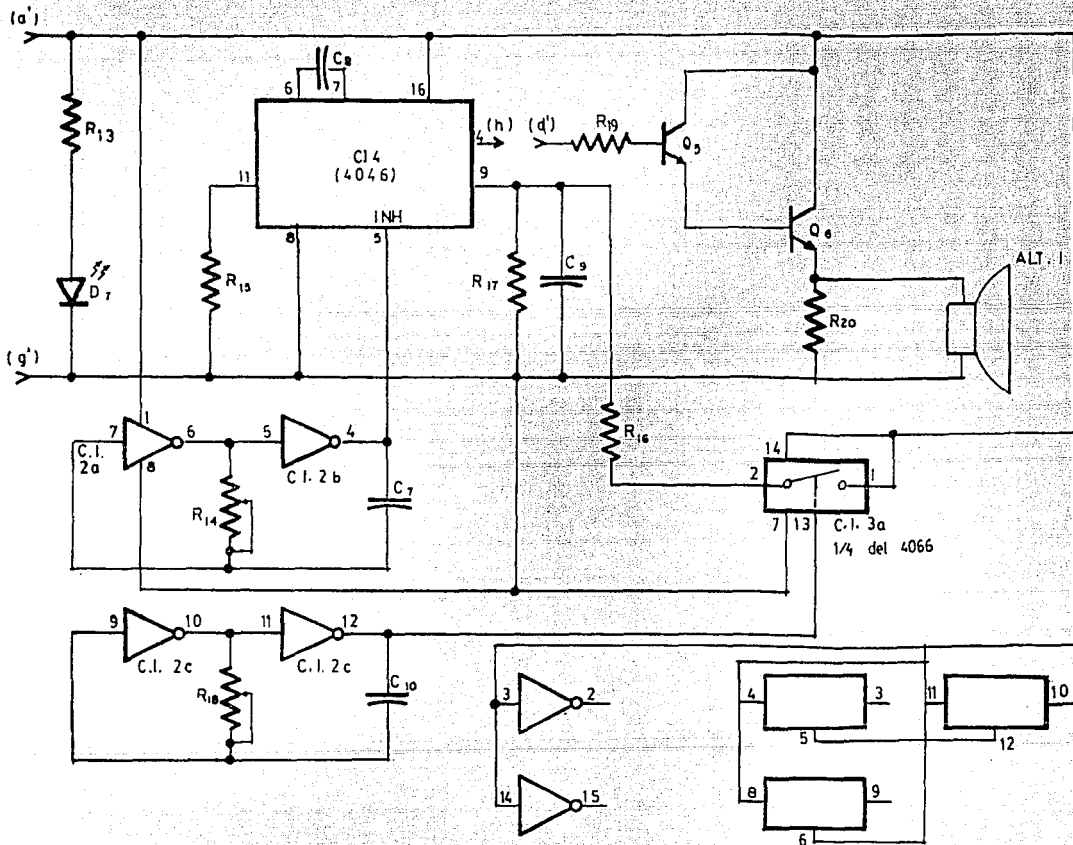 (a')
C8
6 7 16
R13
CI4
(4046)
4 (h) (d')
R19
Q5
11 9
INH
8 5
Q6
ALT. 1
D7
R15
R17
C9
R20
(g')
1
7 6 5 4
C.I.
2a
8
C.I. 2b
R16
C7
R14
14
2 1
7 13
C.I. 3a
1/4 del 4066
9 10 11 12
C.I. 2c C.I. 2c
R18
C10
3 2
4 3 11 10
5 12
14 15
8 9
6